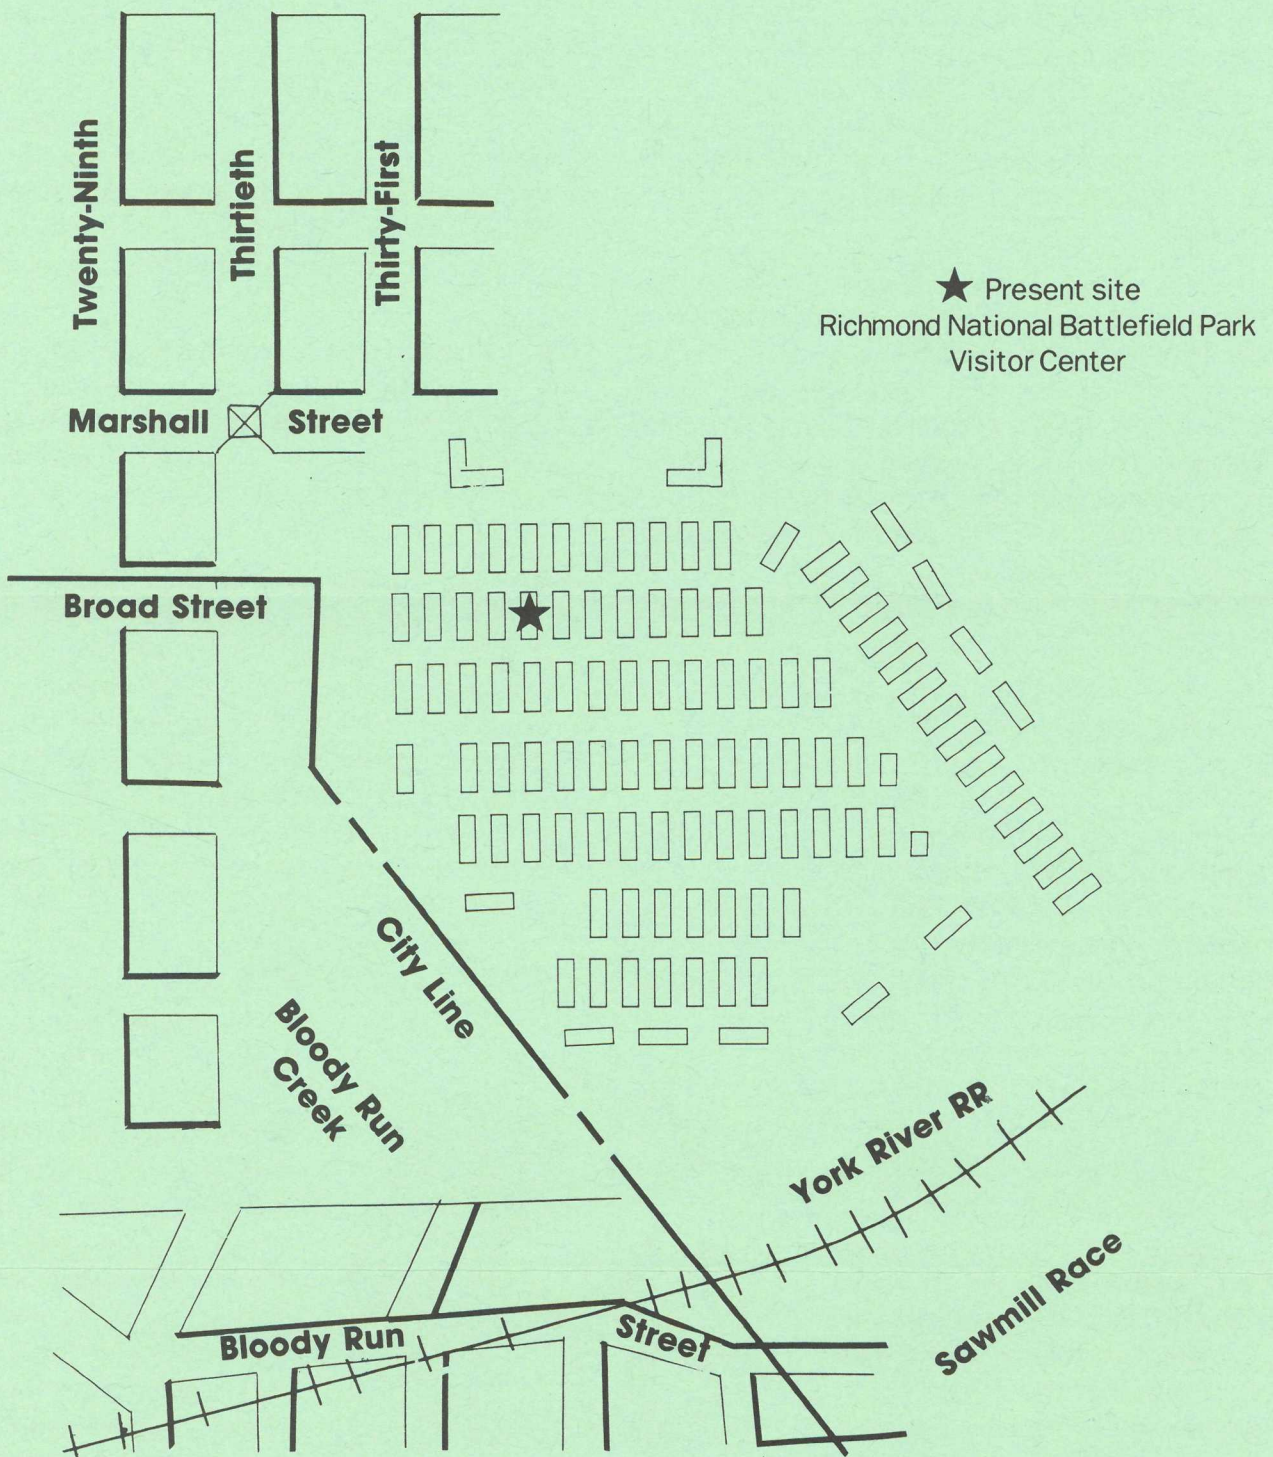 Twenty-Ninth
Thirtieth
Thirty-First
★ Present site
Richmond National Battlefield Park
Visitor Center
Marshall Street
Broad Street
City Line
Bloody Run
Creek
York River RR
Sawmill Race
Bloody Run Street